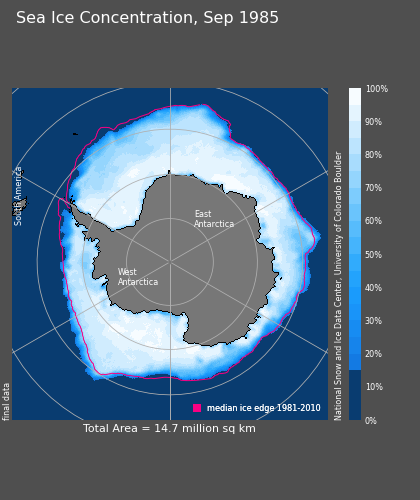 Sea Ice Concentration, Sep 1985
South America
East
Antarctica
West
Antarctica
final data
median ice edge 1981-2010
Total Area = 14.7 million sq km
National Snow and Ice Data Center, University of Colorado Boulder
100%
90%
80%
70%
60%
50%
40%
30%
20%
10%
0%